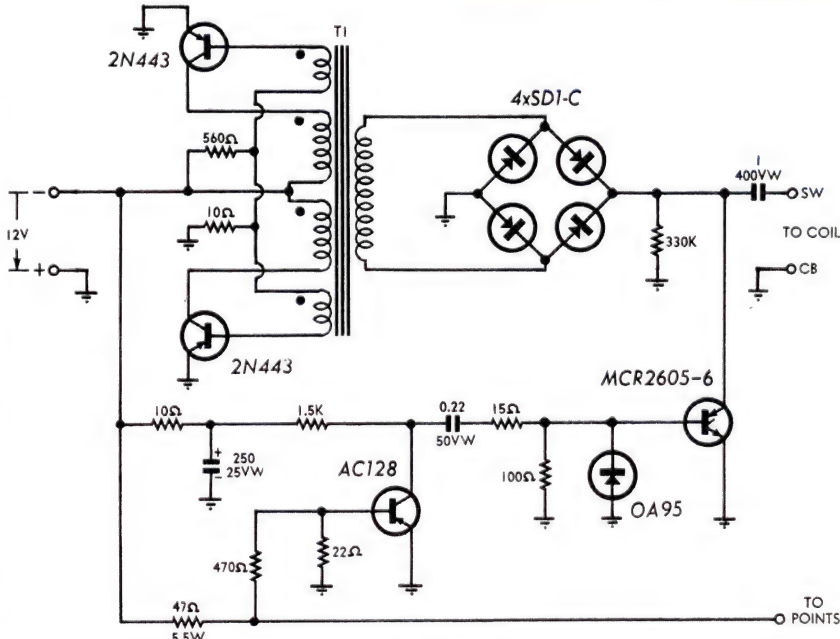 T1
2N443
4xSD1-C
560Ω
1
400VW
−
SW
12V
10Ω
330K
TO COIL
+
CB
2N443
MCR2605-6
10Ω
1.5K
0.22
50VW
15Ω
+
250
25VW
−
AC128
100Ω
OA95
470Ω
22Ω
47Ω
5.5W
TO
POINTS